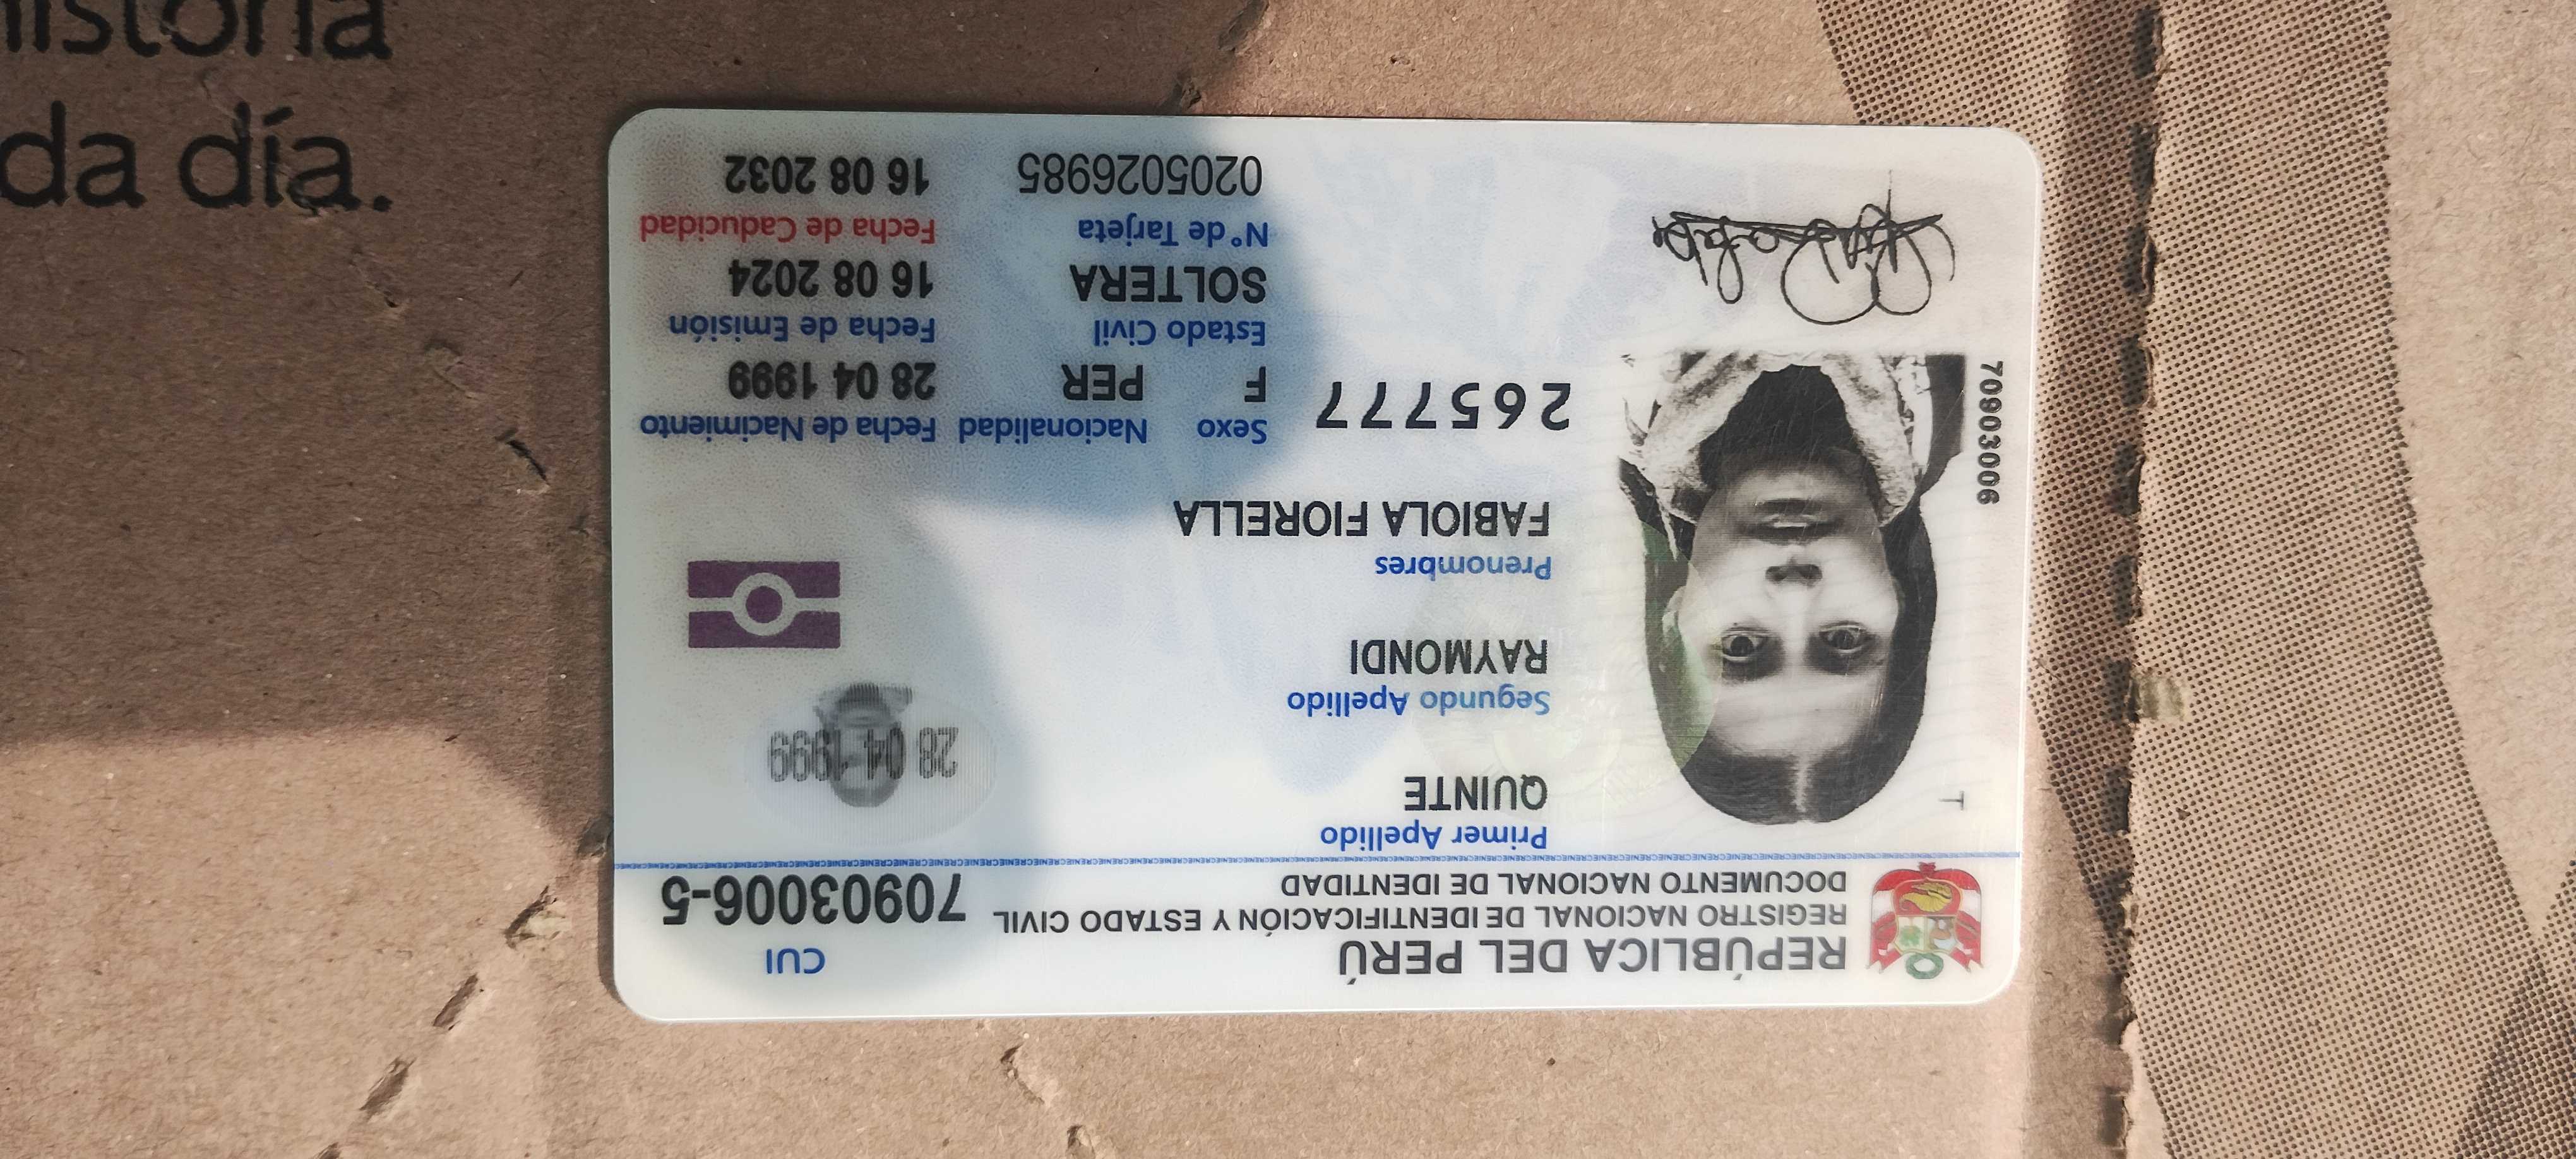 REPÚBLICA DEL PERÚ
REGISTRO NACIONAL DE IDENTIFICACIÓN Y ESTADO CIVIL
DOCUMENTO NACIONAL DE IDENTIDAD
CUI
70903006-5
Primer Apellido
QUINTE
Segundo Apellido
RAYMONDI
Prenombres
FABIOLA FIORELLA
28 04 1999
T
70903006
265777
Sexo Nacionalidad Fecha de Nacimiento
F PER 28 04 1999
Estado Civil Fecha de Emisión
SOLTERA 16 08 2024
N° de Tarjeta Fecha de Caducidad
0205026985 16 08 2032
istoria
da día.